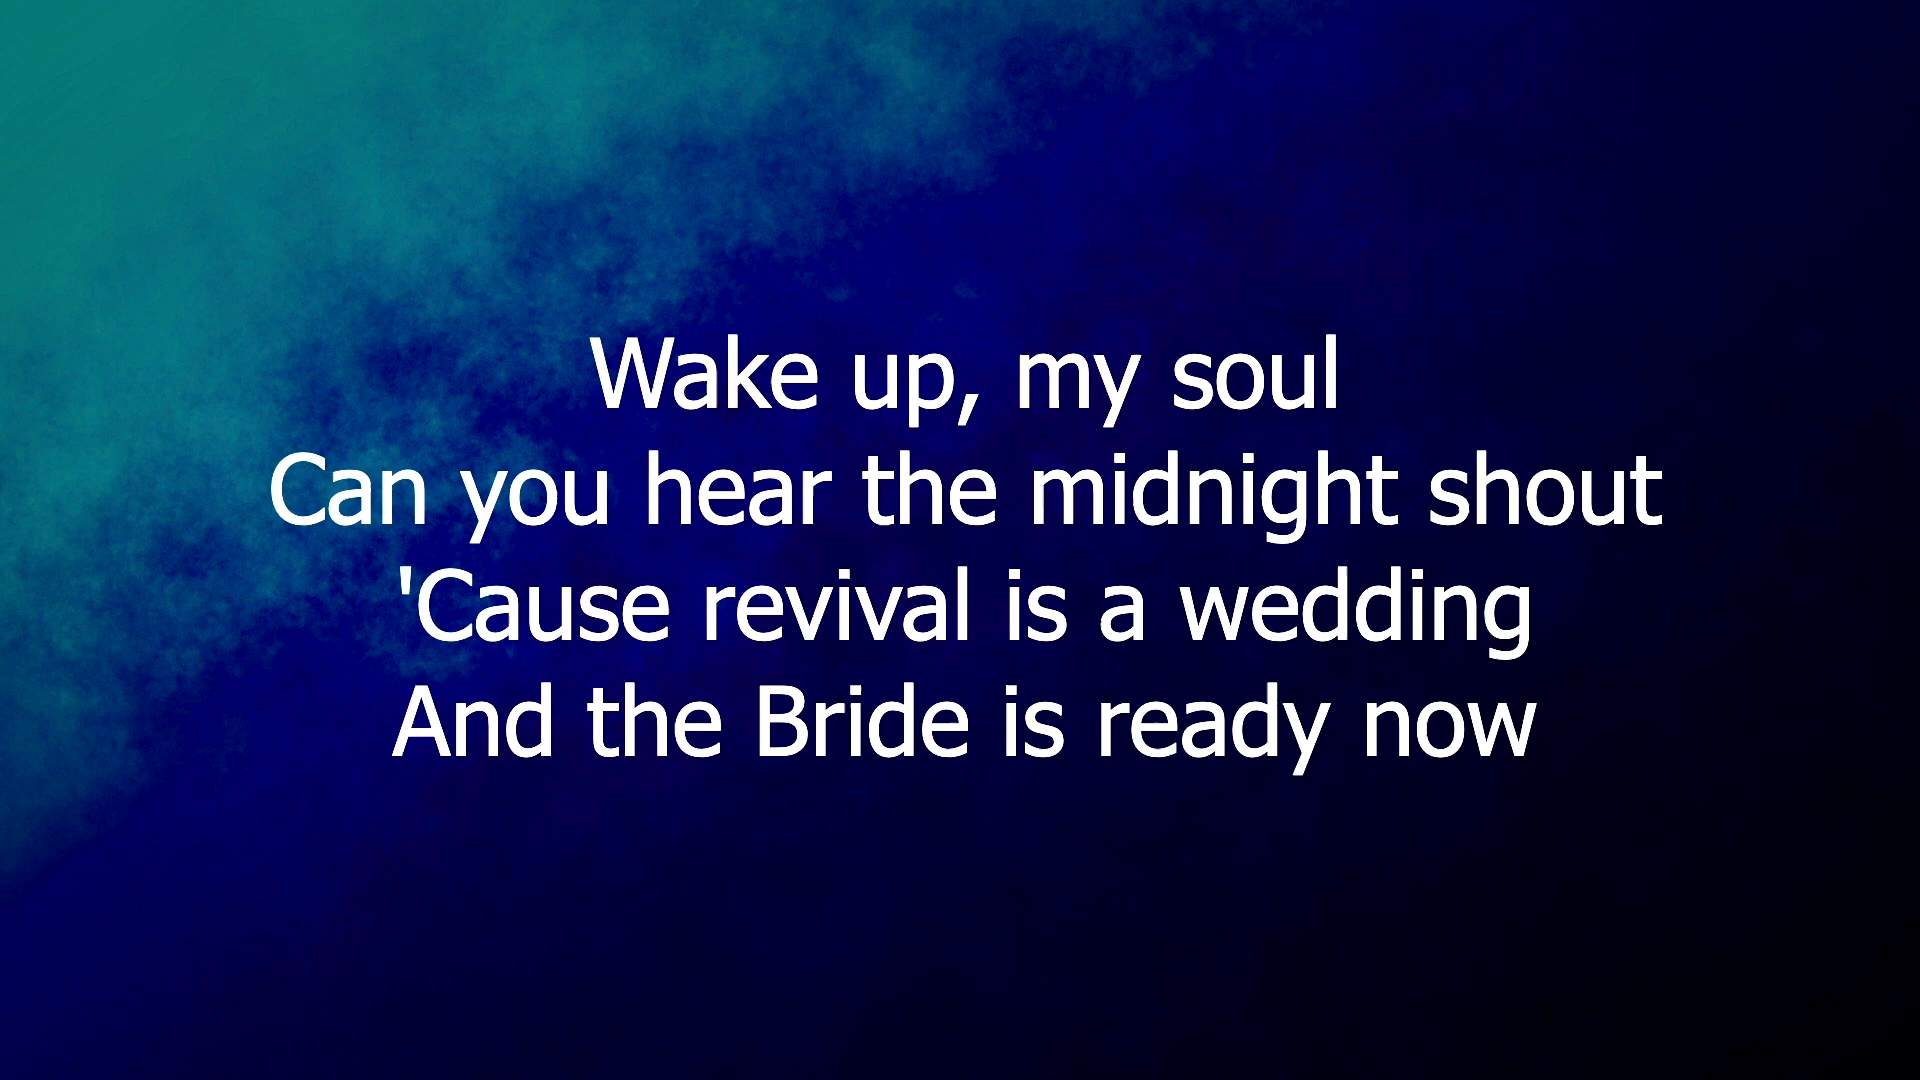 Wake up, my soul
Can you hear the midnight shout
'Cause revival is a wedding
And the Bride is ready now